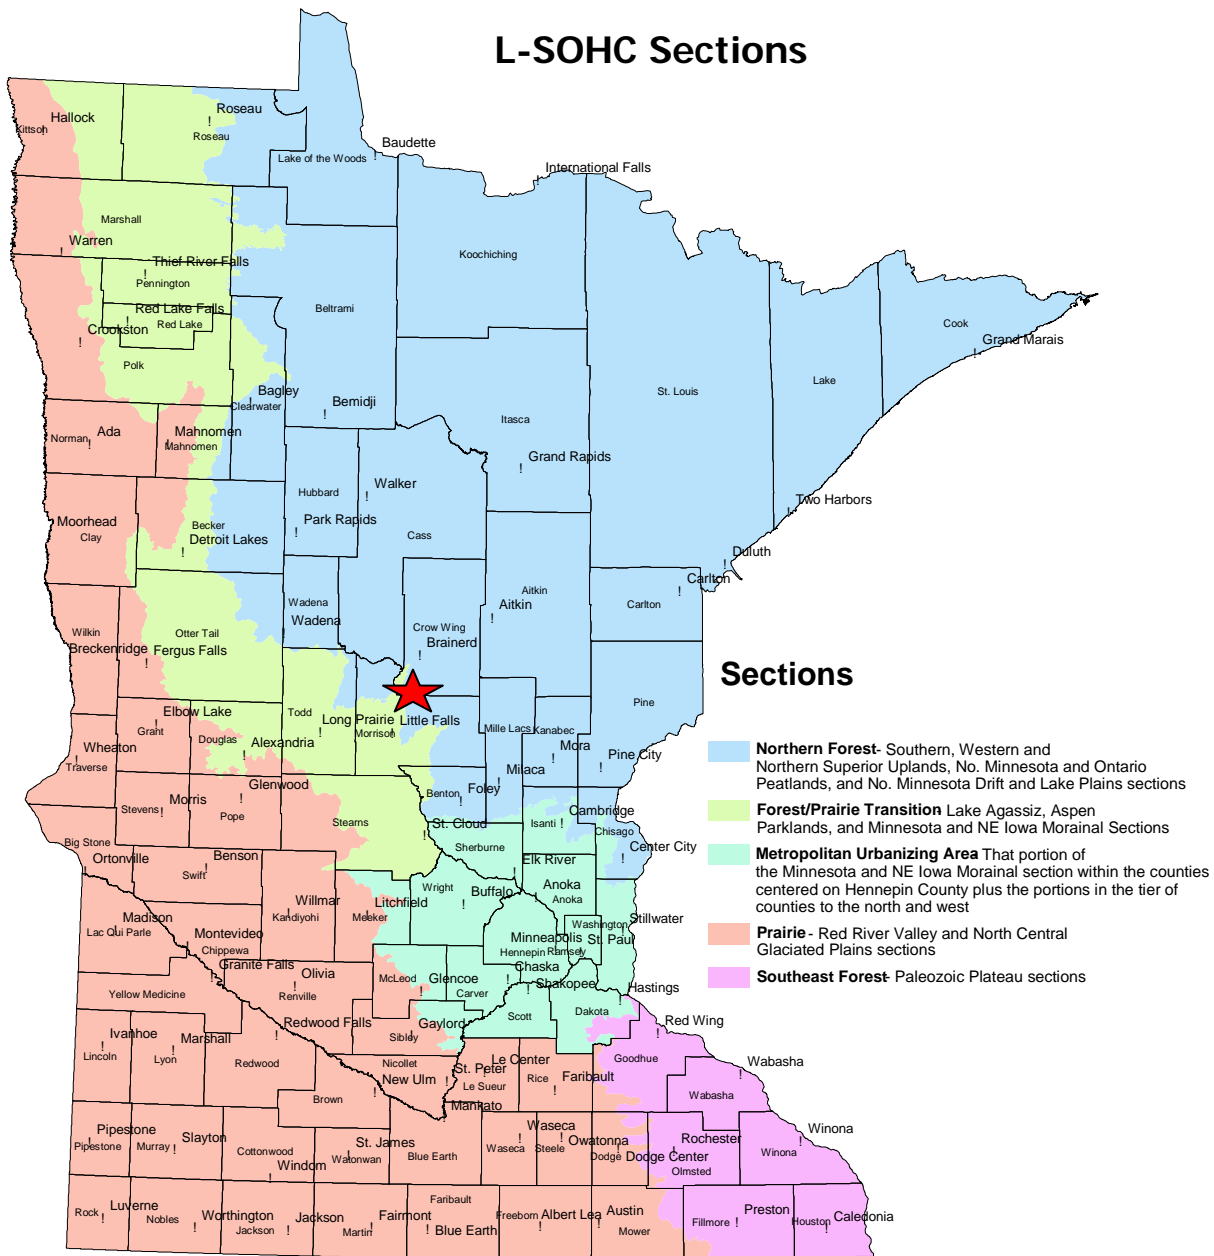 L-SOHC Sections
Roseau
Hallock
Kittson
Roseau
Baudette
Lake of the Woods
International Falls
Marshall
Warren
Koochiching
Thief River Falls
Pennington
Red Lake Falls
Beltrami
Red Lake
Crookston
Cook
Grand Marais
Polk
Lake
St. Louis
Bagley
Clearwater
Bemidji
Itasca
Ada
Mahnomen
Norman
Mahnomen
Grand Rapids
Walker
Hubbard
Two Harbors
Moorhead
Park Rapids
Becker
Clay
Detroit Lakes
Cass
Duluth
Carlton
Aitkin
Wadena
Aitkin
Carlton
Wadena
Crow Wing
Wilkin
Otter Tail
Brainerd
Breckenridge
Fergus Falls
Sections
Pine
Elbow Lake
Todd
Long Prairie
Little Falls
Grant
Douglas
Morrison
Mille Lacs
Kanabec
Wheaton
Alexandria
Mora
Pine City
Traverse
Milaca
Northern Forest- Southern, Western and
Northern Superior Uplands, No. Minnesota and Ontario
Peatlands, and No. Minnesota Drift and Lake Plains sections
Glenwood
Foley
Benton
Morris
Stevens
Pope
Cambridge
Forest/Prairie Transition Lake Agassiz, Aspen
Parklands, and Minnesota and NE Iowa Morainal Sections
Stearns
St. Cloud
Isanti
Chisago
Big Stone
Sherburne
Center City
Metropolitan Urbanizing Area That portion of
the Minnesota and NE Iowa Morainal section within the counties
centered on Hennepin County plus the portions in the tier of
counties to the north and west
Ortonville
Benson
Elk River
Swift
Wright
Buffalo
Anoka
Anoka
Willmar
Litchfield
Madison
Kandiyohi
Meeker
Stillwater
Washington
Lac Qui Parle
Montevideo
Minneapolis
St. Paul
Prairie - Red River Valley and North Central
Glaciated Plains sections
Chippewa
Hennepin
Ramsey
Granite Falls
Chaska
Olivia
McLeod
Glencoe
Shakopee
Southeast Forest- Paleozoic Plateau sections
Yellow Medicine
Renville
Carver
Hastings
Scott
Dakota
Redwood Falls
Gaylord
Red Wing
Ivanhoe
Marshall
Sibley
Lincoln
Lyon
Redwood
Nicollet
St. Peter
Le Center
Goodhue
Wabasha
New Ulm
Le Sueur
Rice
Faribault
Brown
Wabasha
Mankato
Pipestone
Slayton
St. James
Waseca
Owatonna
Rochester
Winona
Pipestone
Murray
Cottonwood
Watonwan
Blue Earth
Waseca
Steele
Dodge
Dodge Center
Winona
Windom
Olmsted
Luverne
Faribault
Rock
Nobles
Worthington
Jackson
Fairmont
Freeborn
Albert Lea
Austin
Preston
Caledonia
Jackson
Martin
Blue Earth
Mower
Fillmore
Houston